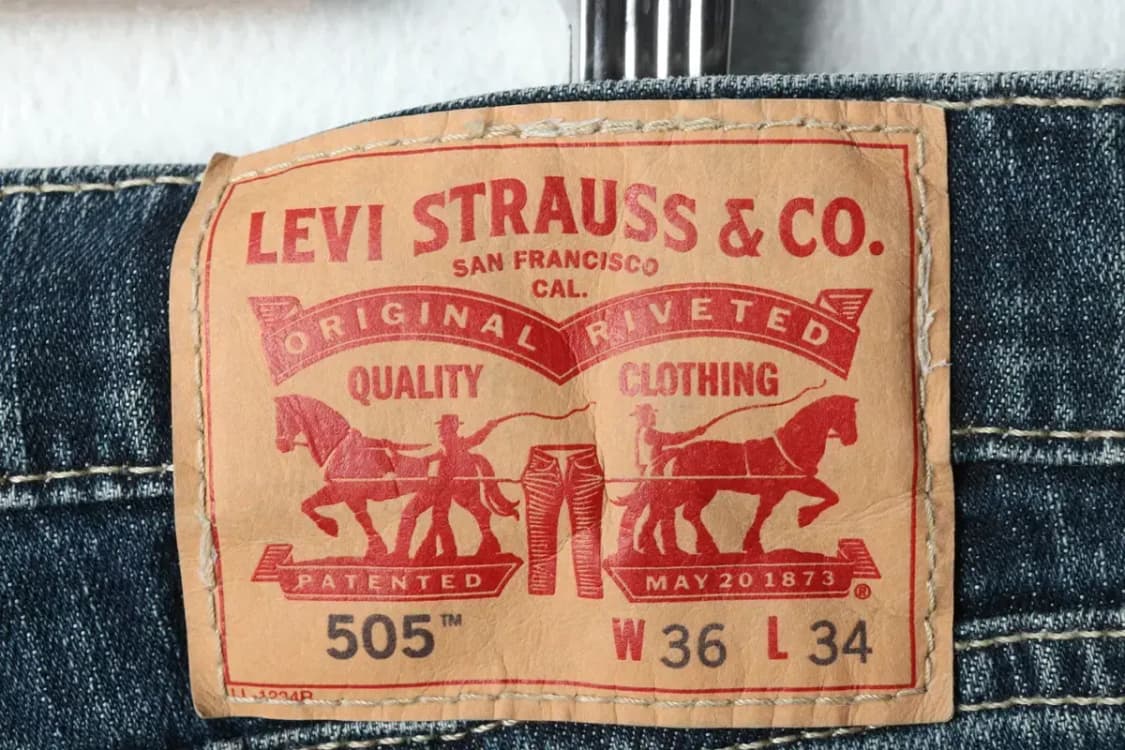 LEVI STRAUSS & CO.
SAN FRANCISCO
CAL.
ORIGINAL RIVETED
QUALITY CLOTHING
PATENTED MAY 20 1873 ®
505™ W 36 L 34